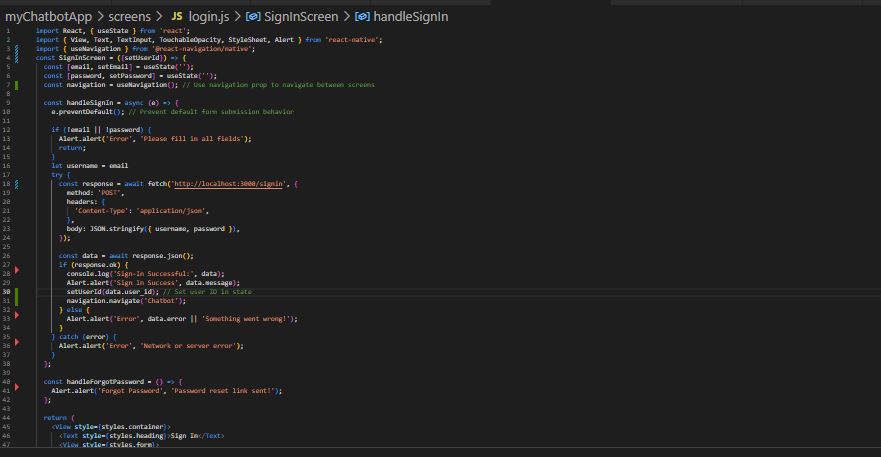 myChatbotApp > screens > JS login.js > SignInScreen > handleSignIn
1 import React, { useState } from 'react';
2 import { View, Text, TextInput, TouchableOpacity, StyleSheet, Alert } from 'react-native';
3 import { useNavigation } from '@react-navigation/native';
4 const SignInScreen = ({setUserId}) => {
5 const [email, setEmail] = useState('');
6 const [password, setPassword] = useState('');
7 const navigation = useNavigation(); // Use navigation prop to navigate between screens
8
9 const handleSignIn = async (e) => {
10 e.preventDefault(); // Prevent default form submission behavior
11
12 if (!email || !password) {
13 Alert.alert('Error', 'Please fill in all fields');
14 return;
15 }
16 let username = email
17 try {
18 const response = await fetch('http://localhost:3000/signin', {
19 method: 'POST',
20 headers: {
21 'Content-Type': 'application/json',
22 },
23 body: JSON.stringify({ username, password }),
24 });
25
26 const data = await response.json();
27 if (response.ok) {
28 console.log('Sign-In Successful:', data);
29 Alert.alert('Sign In Success', data.message);
30 setUserId(data.user_id); // Set user ID in state
31 navigation.navigate('Chatbot');
32 } else {
33 Alert.alert('Error', data.error || 'Something went wrong!');
34 }
35 } catch (error) {
36 Alert.alert('Error', 'Network or server error');
37 }
38 };
39
40 const handleForgotPassword = () => {
41 Alert.alert('Forgot Password', 'Password reset link sent!');
42 };
43
44 return (
45 <View style={styles.container}>
46 <Text style={styles.heading}>Sign In</Text>
47 <View style={styles.form}>